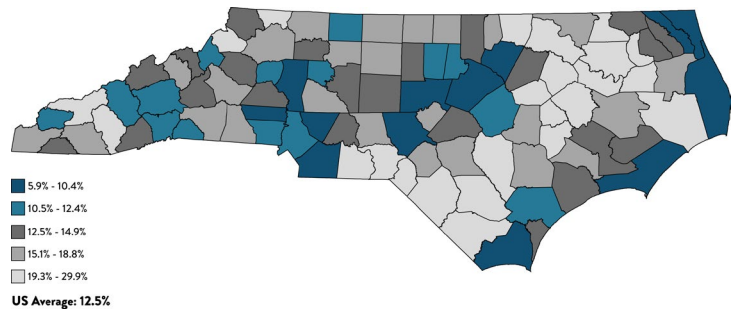 5.9% - 10.4%
10.5% - 12.4%
12.5% - 14.9%
15.1% - 18.8%
19.3% - 29.9%
US Average: 12.5%